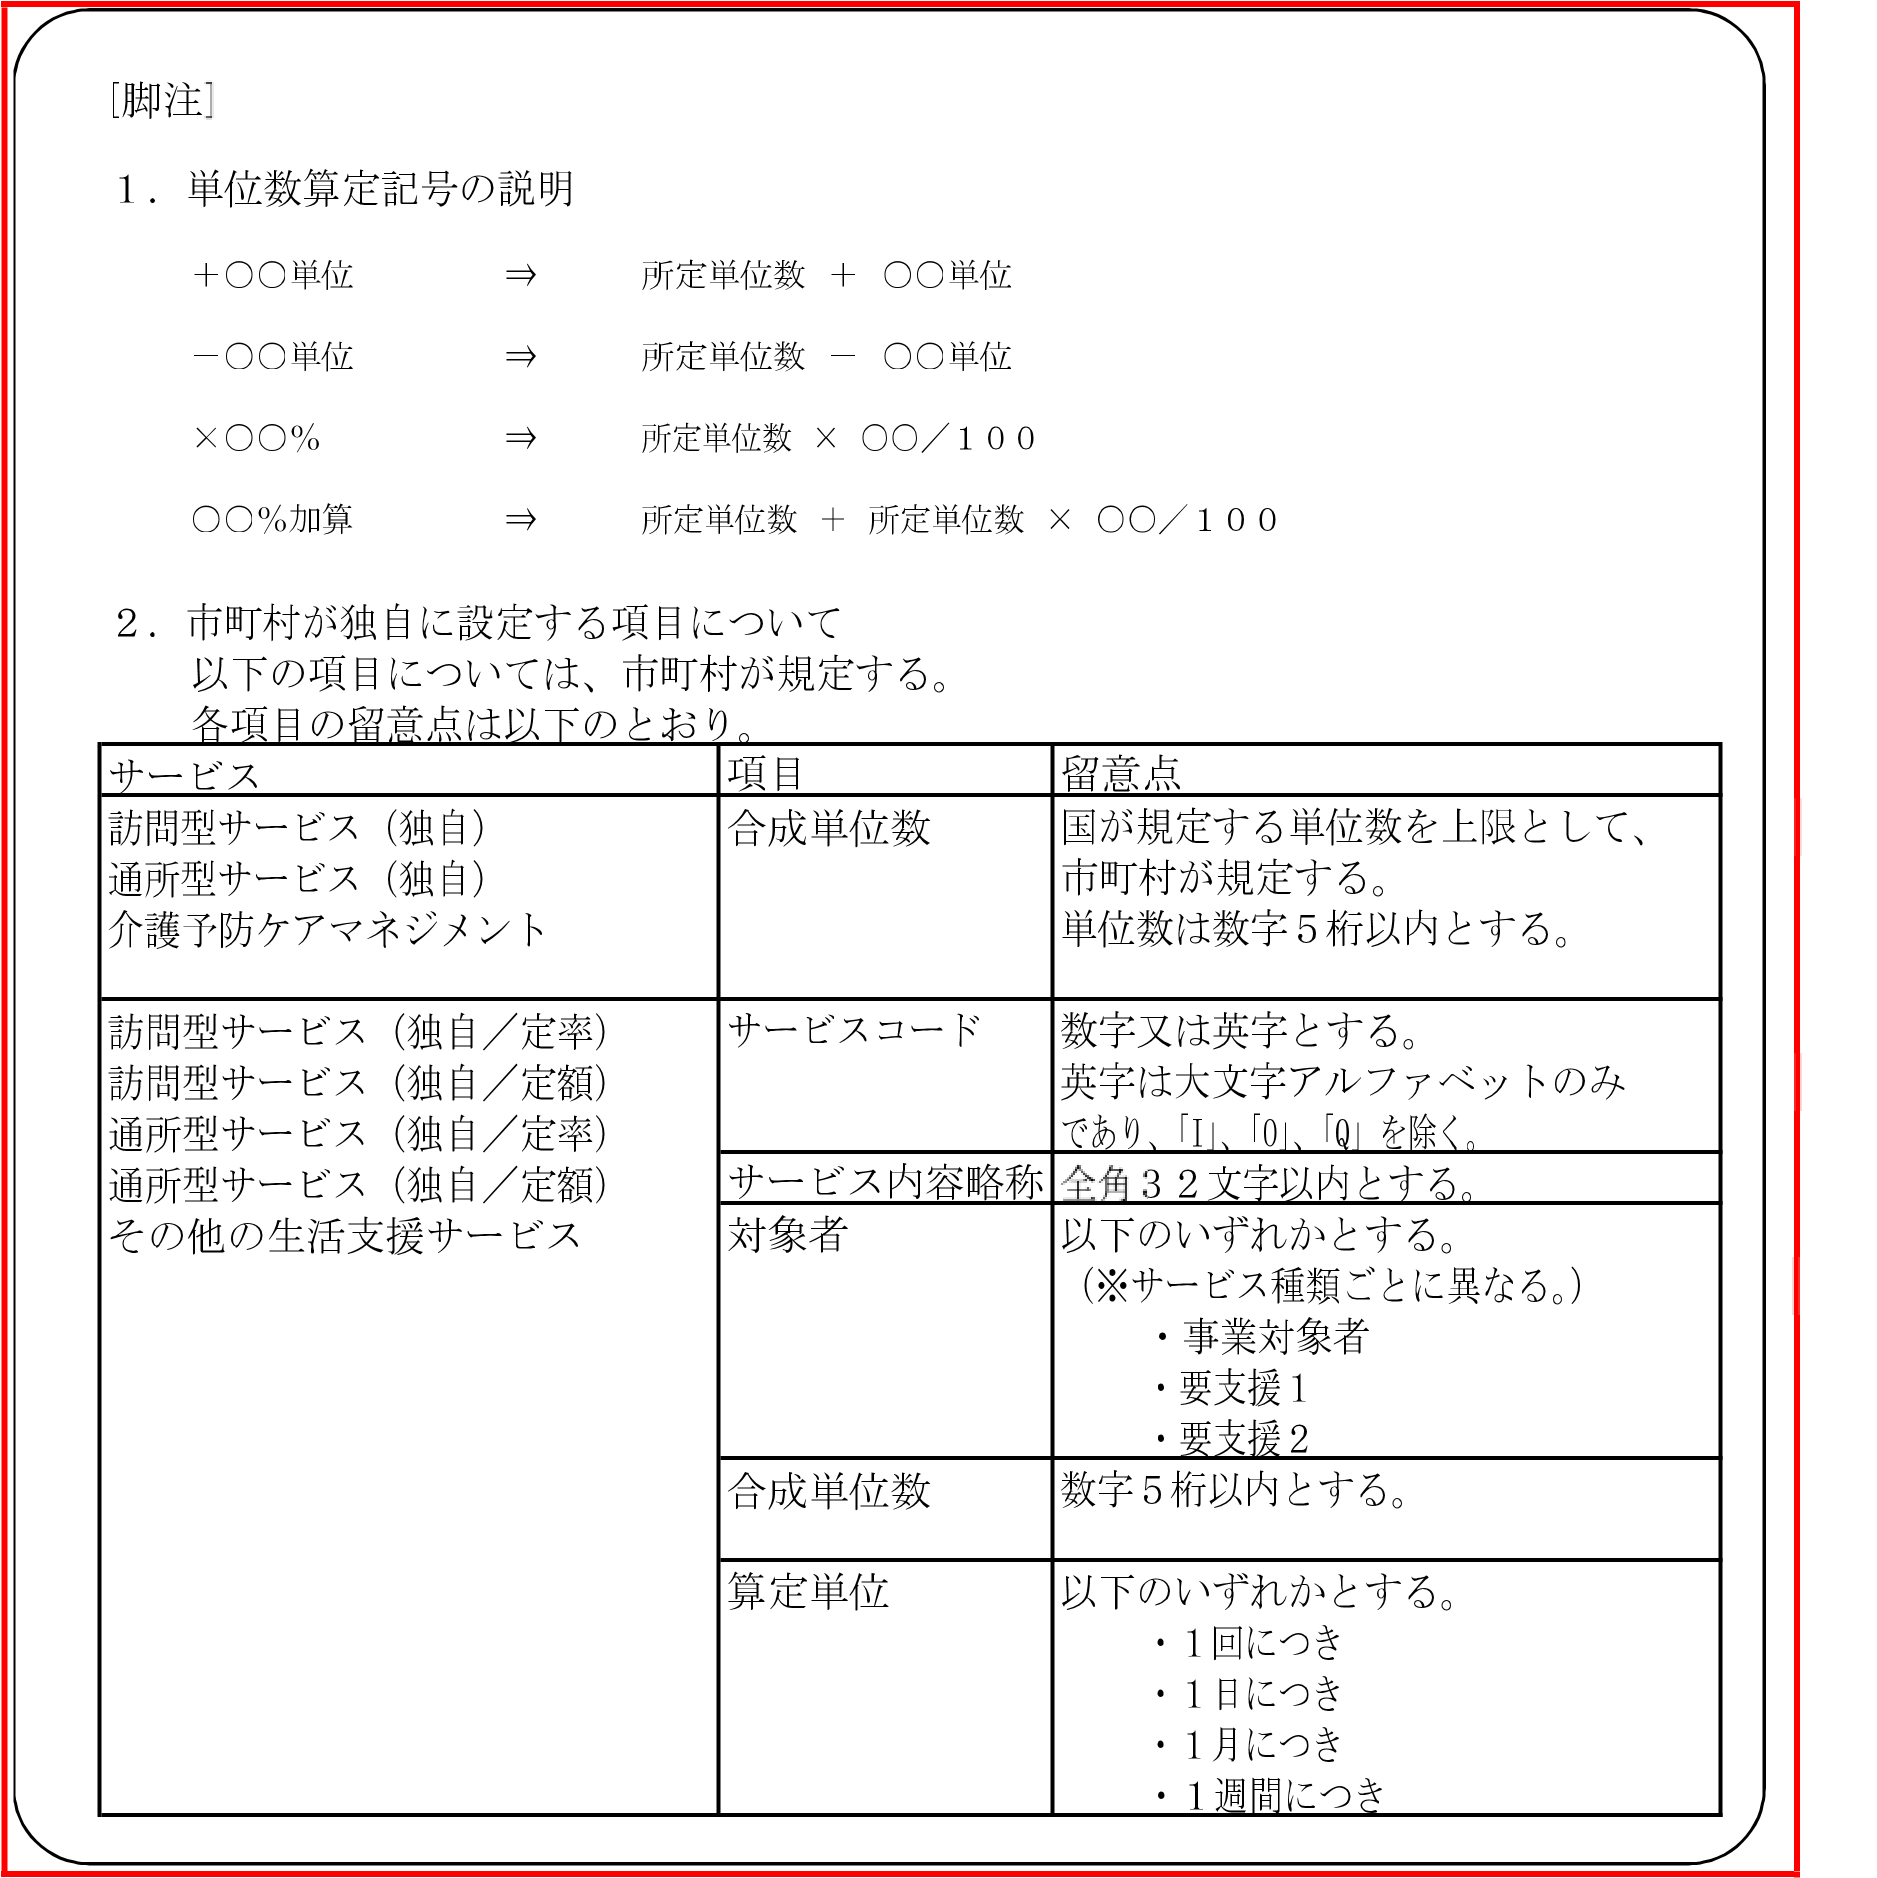 [脚注]
１．単位数算定記号の説明
＋〇〇単位　⇒　所定単位数 ＋ 〇〇単位
－〇〇単位　⇒　所定単位数 － 〇〇単位
×〇〇％　⇒　所定単位数 × 〇〇／１００
〇〇％加算　⇒　所定単位数 ＋ 所定単位数 × 〇〇／１００
２．市町村が独自に設定する項目について
以下の項目については、市町村が規定する。
各項目の留意点は以下のとおり。
サービス　項目　留意点
訪問型サービス（独自）　合成単位数　国が規定する単位数を上限として、
通所型サービス（独自）　市町村が規定する。
介護予防ケアマネジメント　単位数は数字５桁以内とする。
訪問型サービス（独自／定率）　サービスコード　数字又は英字とする。
訪問型サービス（独自／定額）　英字は大文字アルファベットのみ
通所型サービス（独自／定率）　であり、「I」、「O」、「Q」を除く。
通所型サービス（独自／定額）　サービス内容略称　全角３２文字以内とする。
その他の生活支援サービス　対象者　以下のいずれかとする。
（※サービス種類ごとに異なる。）
・事業対象者
・要支援１
・要支援２
合成単位数　数字５桁以内とする。
算定単位　以下のいずれかとする。
・１回につき
・１日につき
・１月につき
・１週間につき